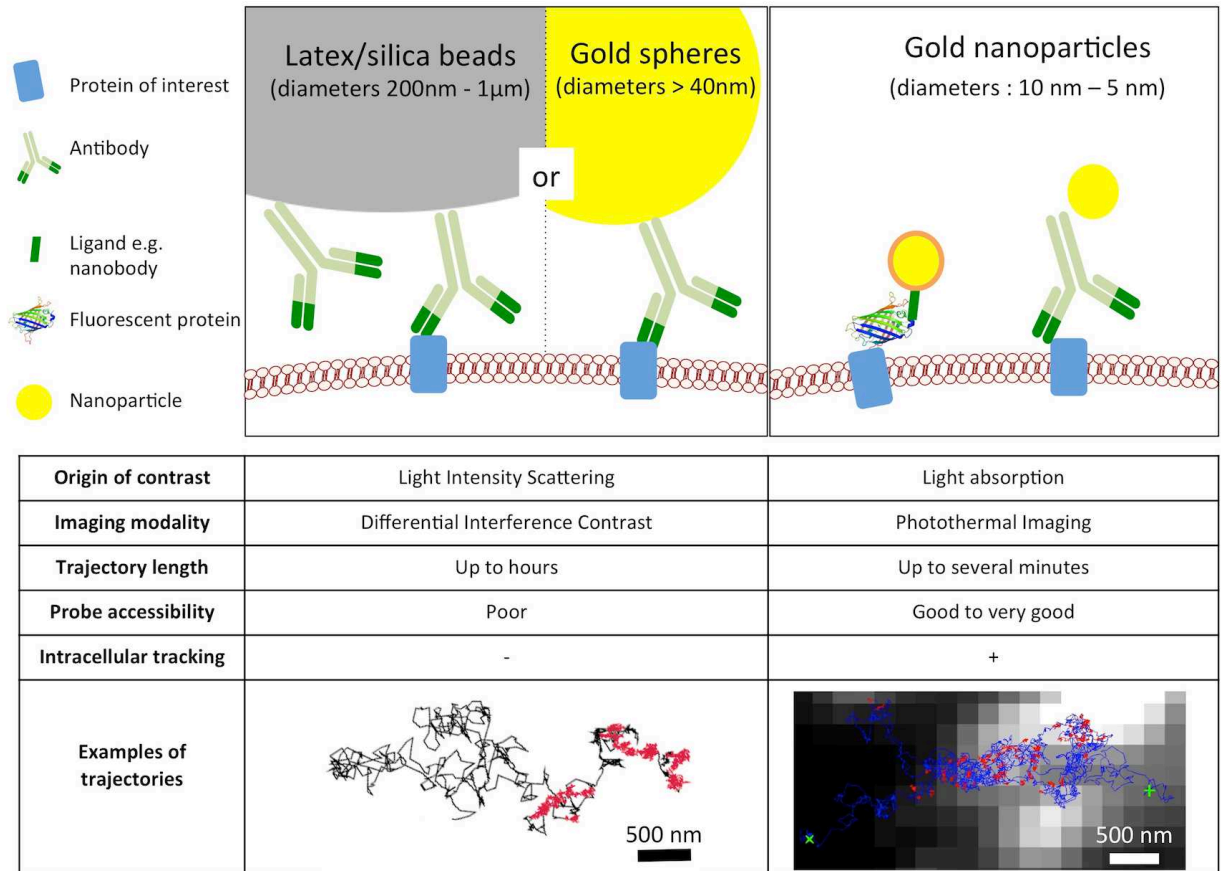 Latex/silica beads
(diameters 200nm - 1µm)
Gold spheres
(diameters > 40nm)
or
Gold nanoparticles
(diameters : 10 nm – 5 nm)
Protein of interest
Antibody
Ligand e.g.
nanobody
Fluorescent protein
Nanoparticle
Origin of contrast
Light Intensity Scattering
Light absorption
Imaging modality
Differential Interference Contrast
Photothermal Imaging
Trajectory length
Up to hours
Up to several minutes
Probe accessibility
Poor
Good to very good
Intracellular tracking
-
+
Examples of
trajectories
500 nm
500 nm